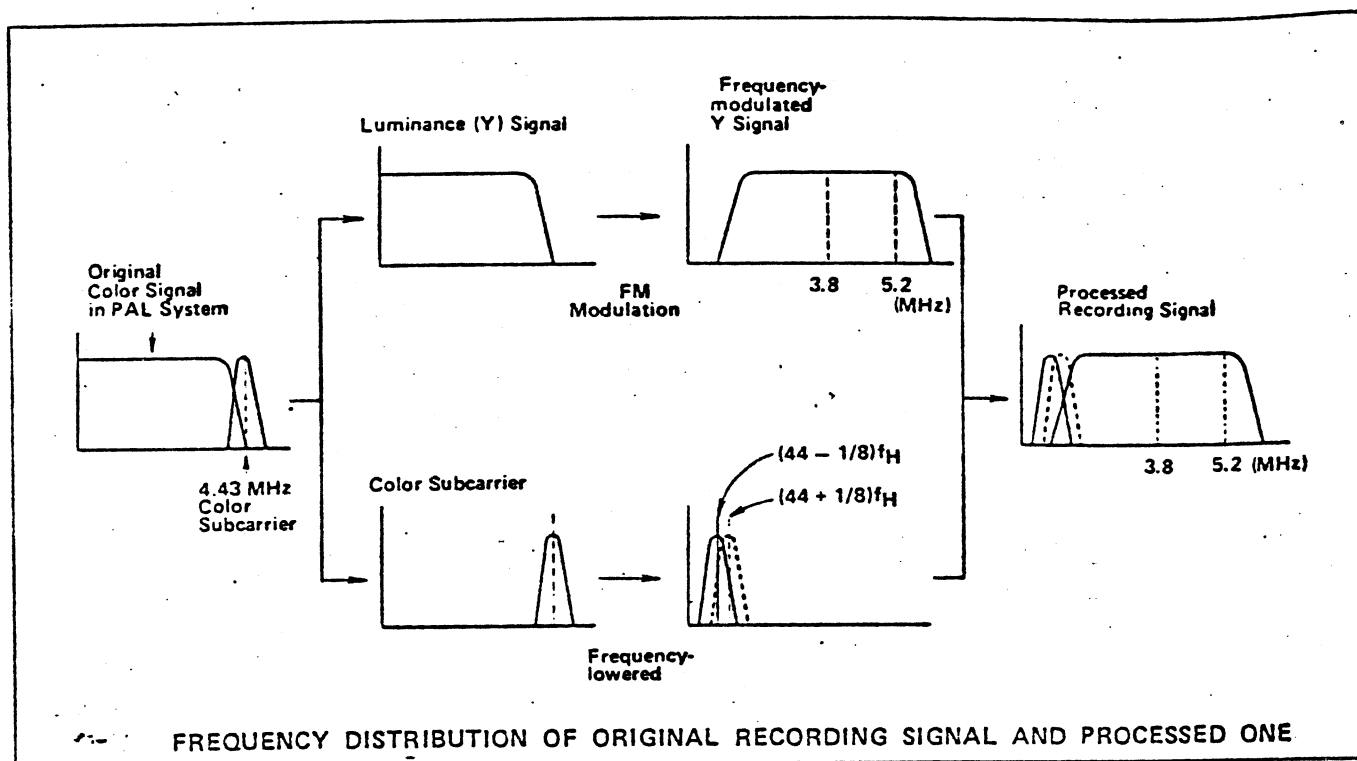 Frequency-
modulated
Y Signal
Luminance (Y) Signal
3.8
5.2
(MHz)
FM
Modulation
Original
Color Signal
in PAL System
4.43 MHz
Color
Subcarrier
Processed
Recording Signal
3.8
5.2 (MHz)
Color Subcarrier
(44 – 1/8)fH
(44 + 1/8)fH
Frequency-
lowered
FREQUENCY DISTRIBUTION OF ORIGINAL RECORDING SIGNAL AND PROCESSED ONE